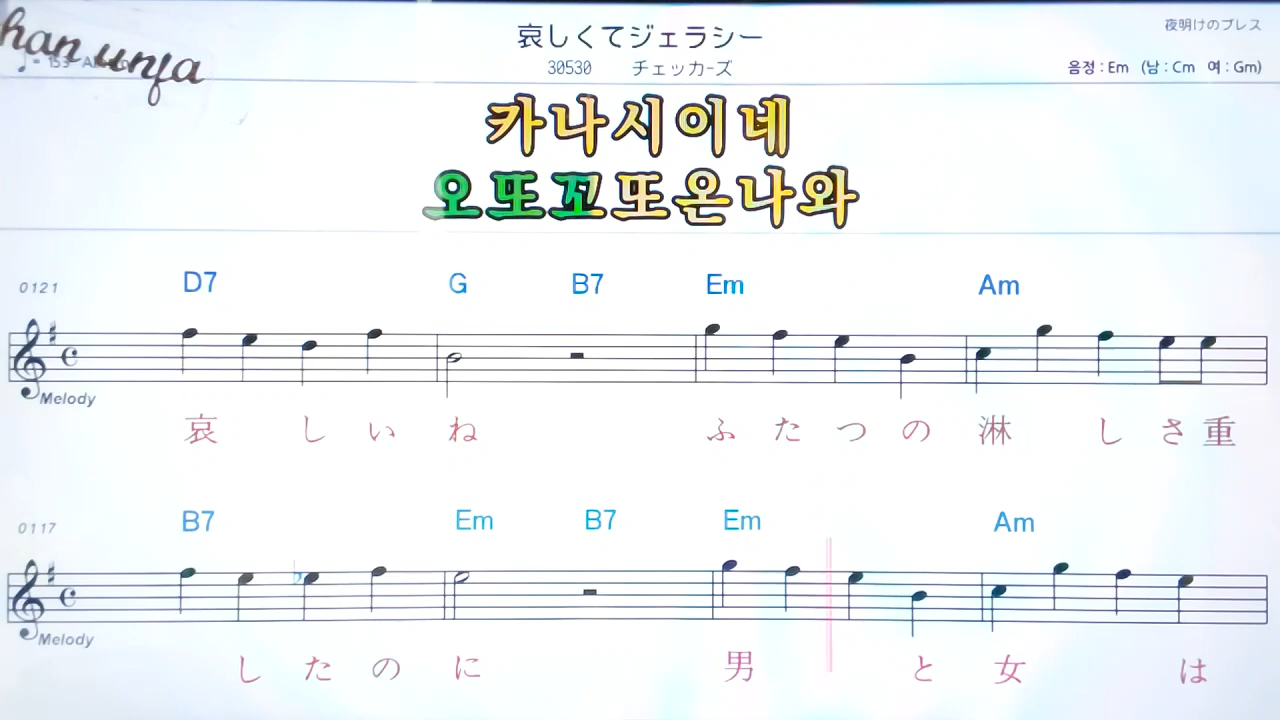 han unja
夜明けのブレス
哀しくてジェラシー
30530 チェッカーズ
음정 : Em (남 : Cm 여 : Gm)
카나시이네
오또꼬또온나와
0121 D7 G B7 Em Am
Melody
哀 し い ね ふ た つ の 淋 し さ 重
0117 B7 Em B7 Em Am
Melody
し た の に 男 と 女 は